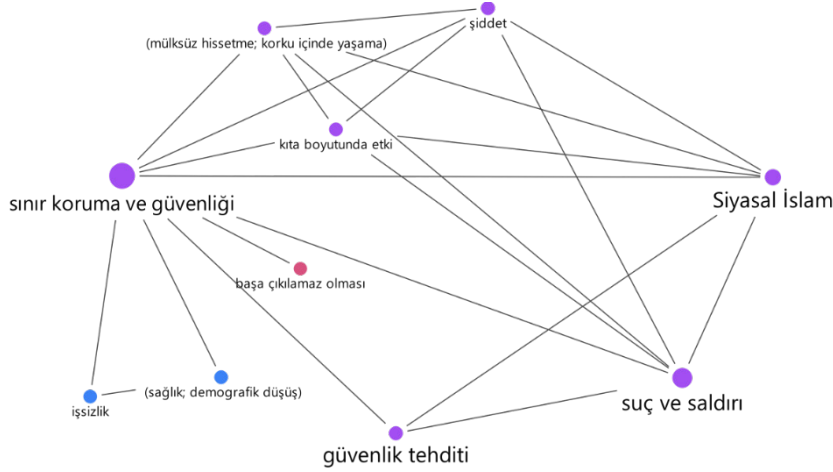 şiddet
(mülksüz hissetme; korku içinde yaşama)
kıta boyutunda etki
sınır koruma ve güvenliği
Siyasal İslam
başa çıkılamaz olması
(sağlık; demografik düşüş)
işsizlik
suç ve saldırı
güvenlik tehditi